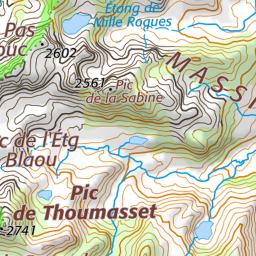 Étang de
Mille Roques
Pas
ouc
2602
MASSI
2561
Pic
de la Sabine
c de l'Étg
Blaou
Pic
de Thoumasset
2741